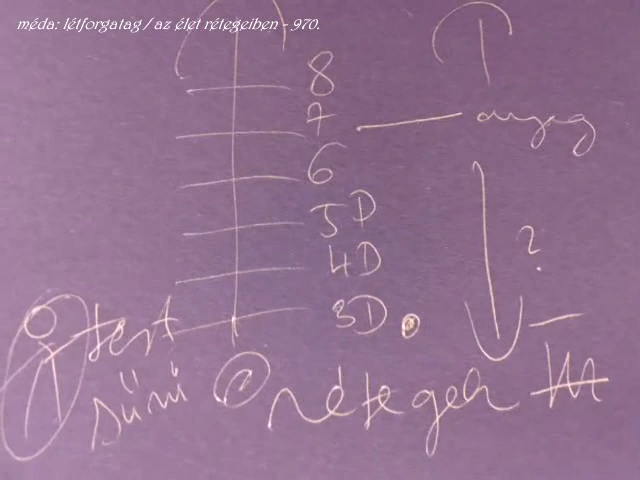 méda: létforgatag / az élet rétegeiben - 970.
8
7 anyag
6
5D
4D ?
3D
test
sűrű rétegek